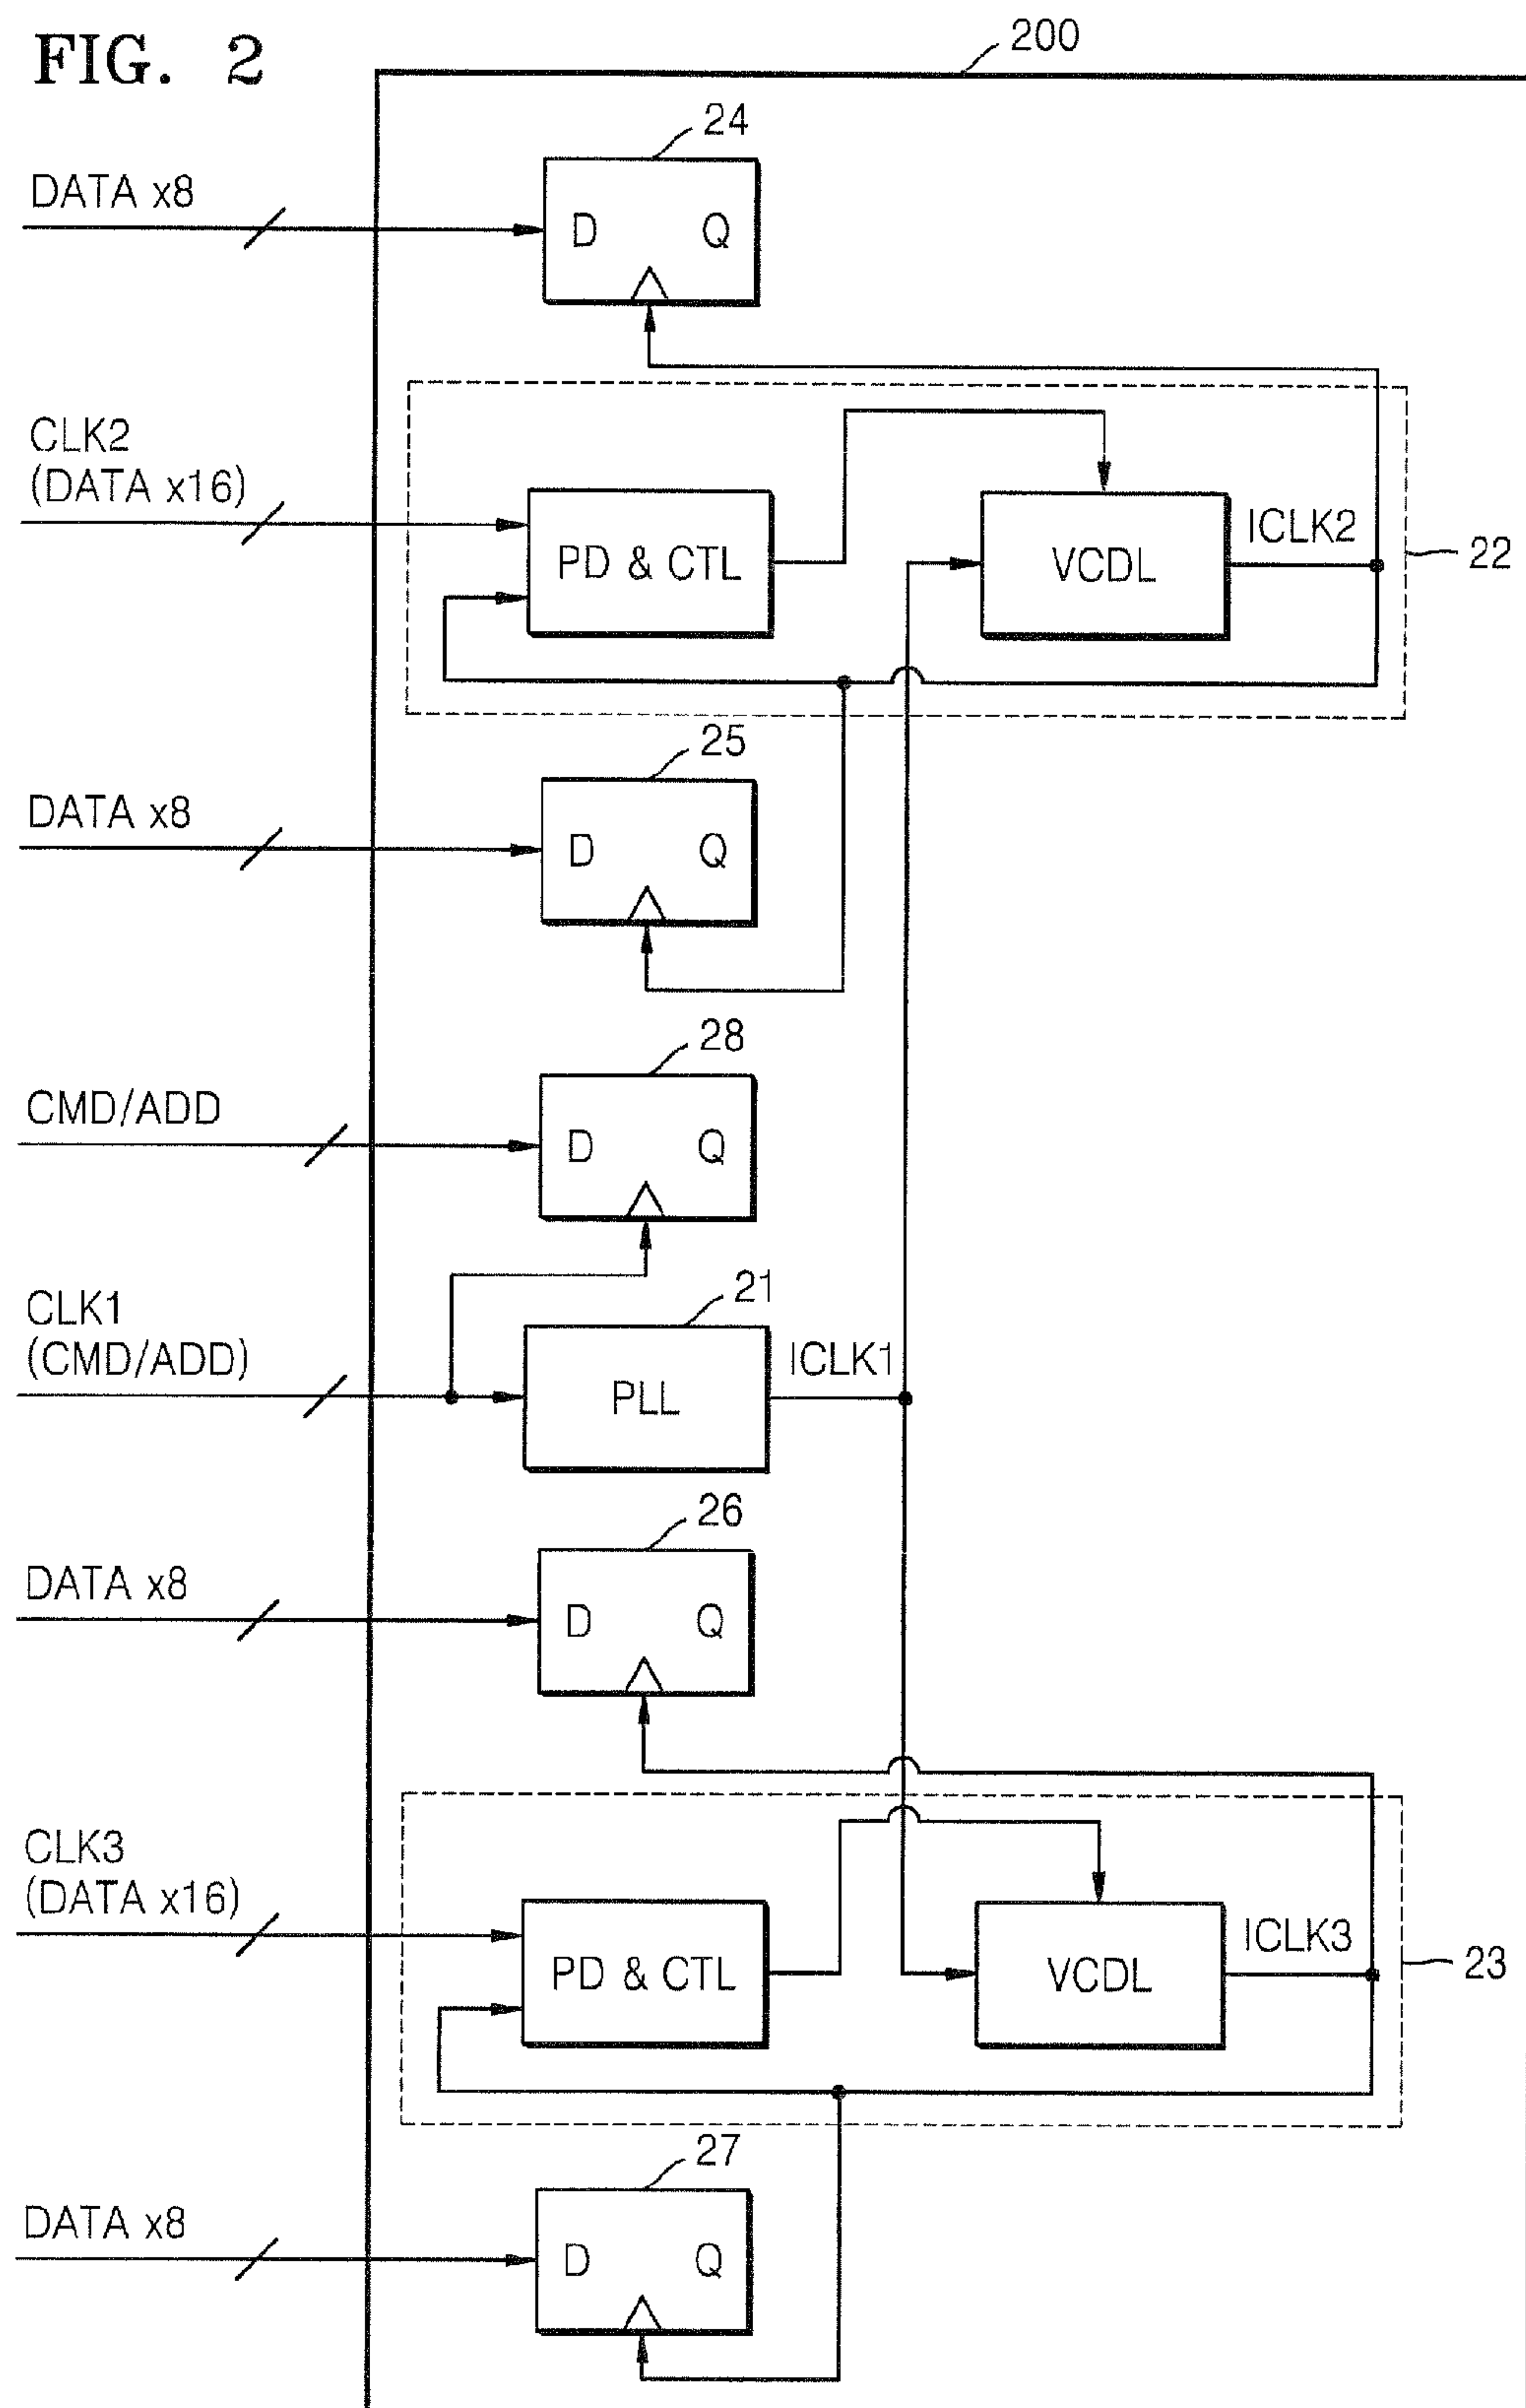 FIG. 2
200
24
DATA x8
D Q
CLK2
(DATA x16)
PD & CTL
VCDL
ICLK2
22
25
DATA x8
D Q
28
CMD/ADD
D Q
CLK1
(CMD/ADD)
21
PLL
ICLK1
26
DATA x8
D Q
CLK3
(DATA x16)
PD & CTL
VCDL
ICLK3
23
27
DATA x8
D Q